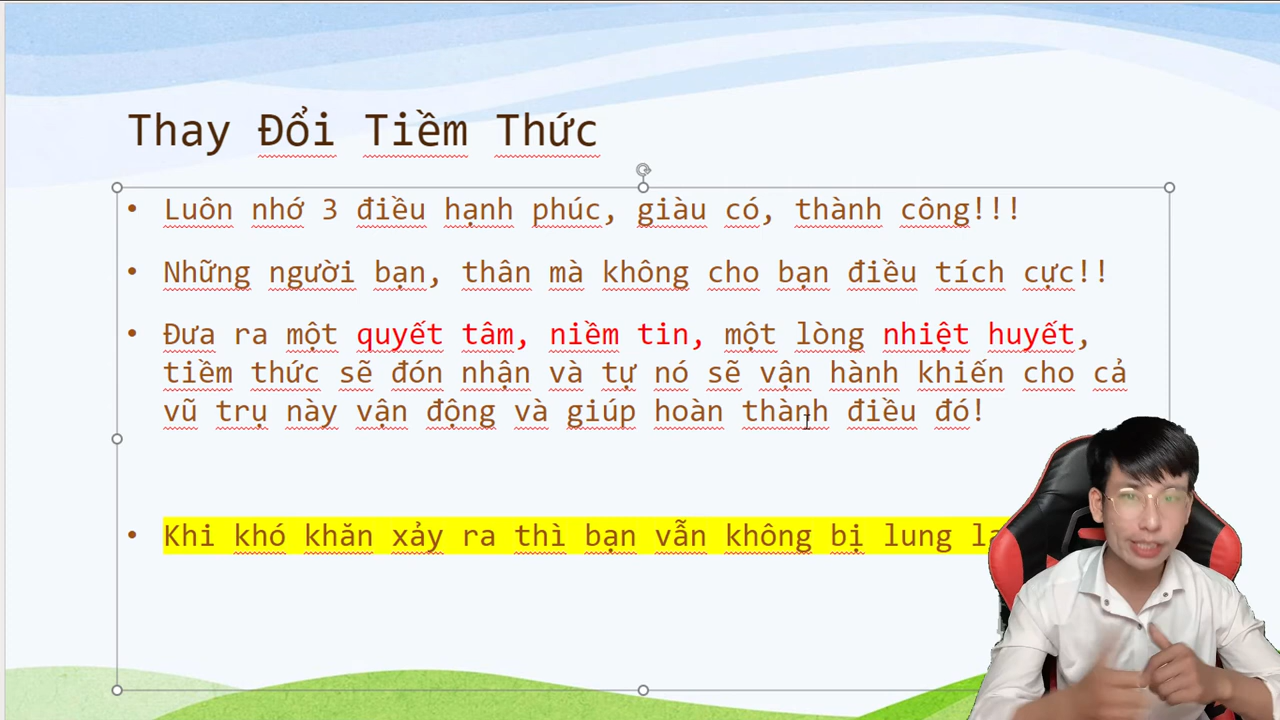 Thay Đổi Tiềm Thức
• Luôn nhớ 3 điều hạnh phúc, giàu có, thành công!!!
• Những người bạn, thân mà không cho bạn điều tích cực!!
• Đưa ra một quyết tâm, niềm tin, một lòng nhiệt huyết,
tiềm thức sẽ đón nhận và tự nó sẽ vận hành khiến cho cả
vũ trụ này vận động và giúp hoàn thành điều đó!
• Khi khó khăn xảy ra thì bạn vẫn không bị lung